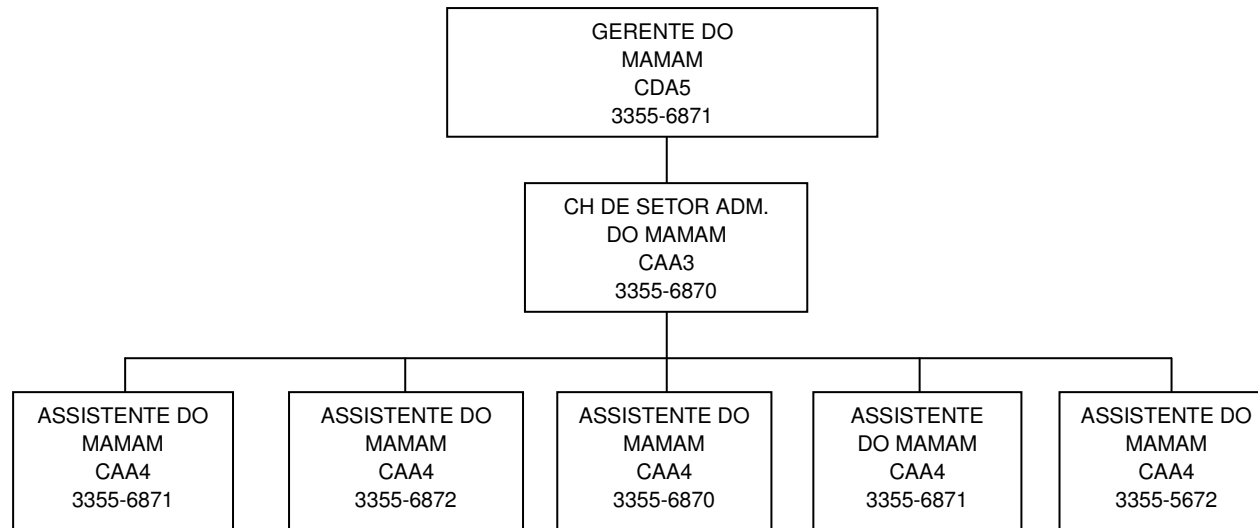 GERENTE DO
MAMAM
CDA5
3355-6871
CH DE SETOR ADM.
DO MAMAM
CAA3
3355-6870
ASSISTENTE DO
MAMAM
CAA4
3355-6871
ASSISTENTE DO
MAMAM
CAA4
3355-6872
ASSISTENTE DO
MAMAM
CAA4
3355-6870
ASSISTENTE
DO MAMAM
CAA4
3355-6871
ASSISTENTE DO
MAMAM
CAA4
3355-5672